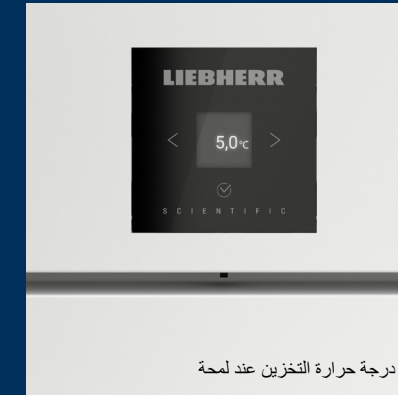 LIEBHERR
< 5,0°C >
SCIENTIFIC
درجة حرارة التخزين عند لمحة